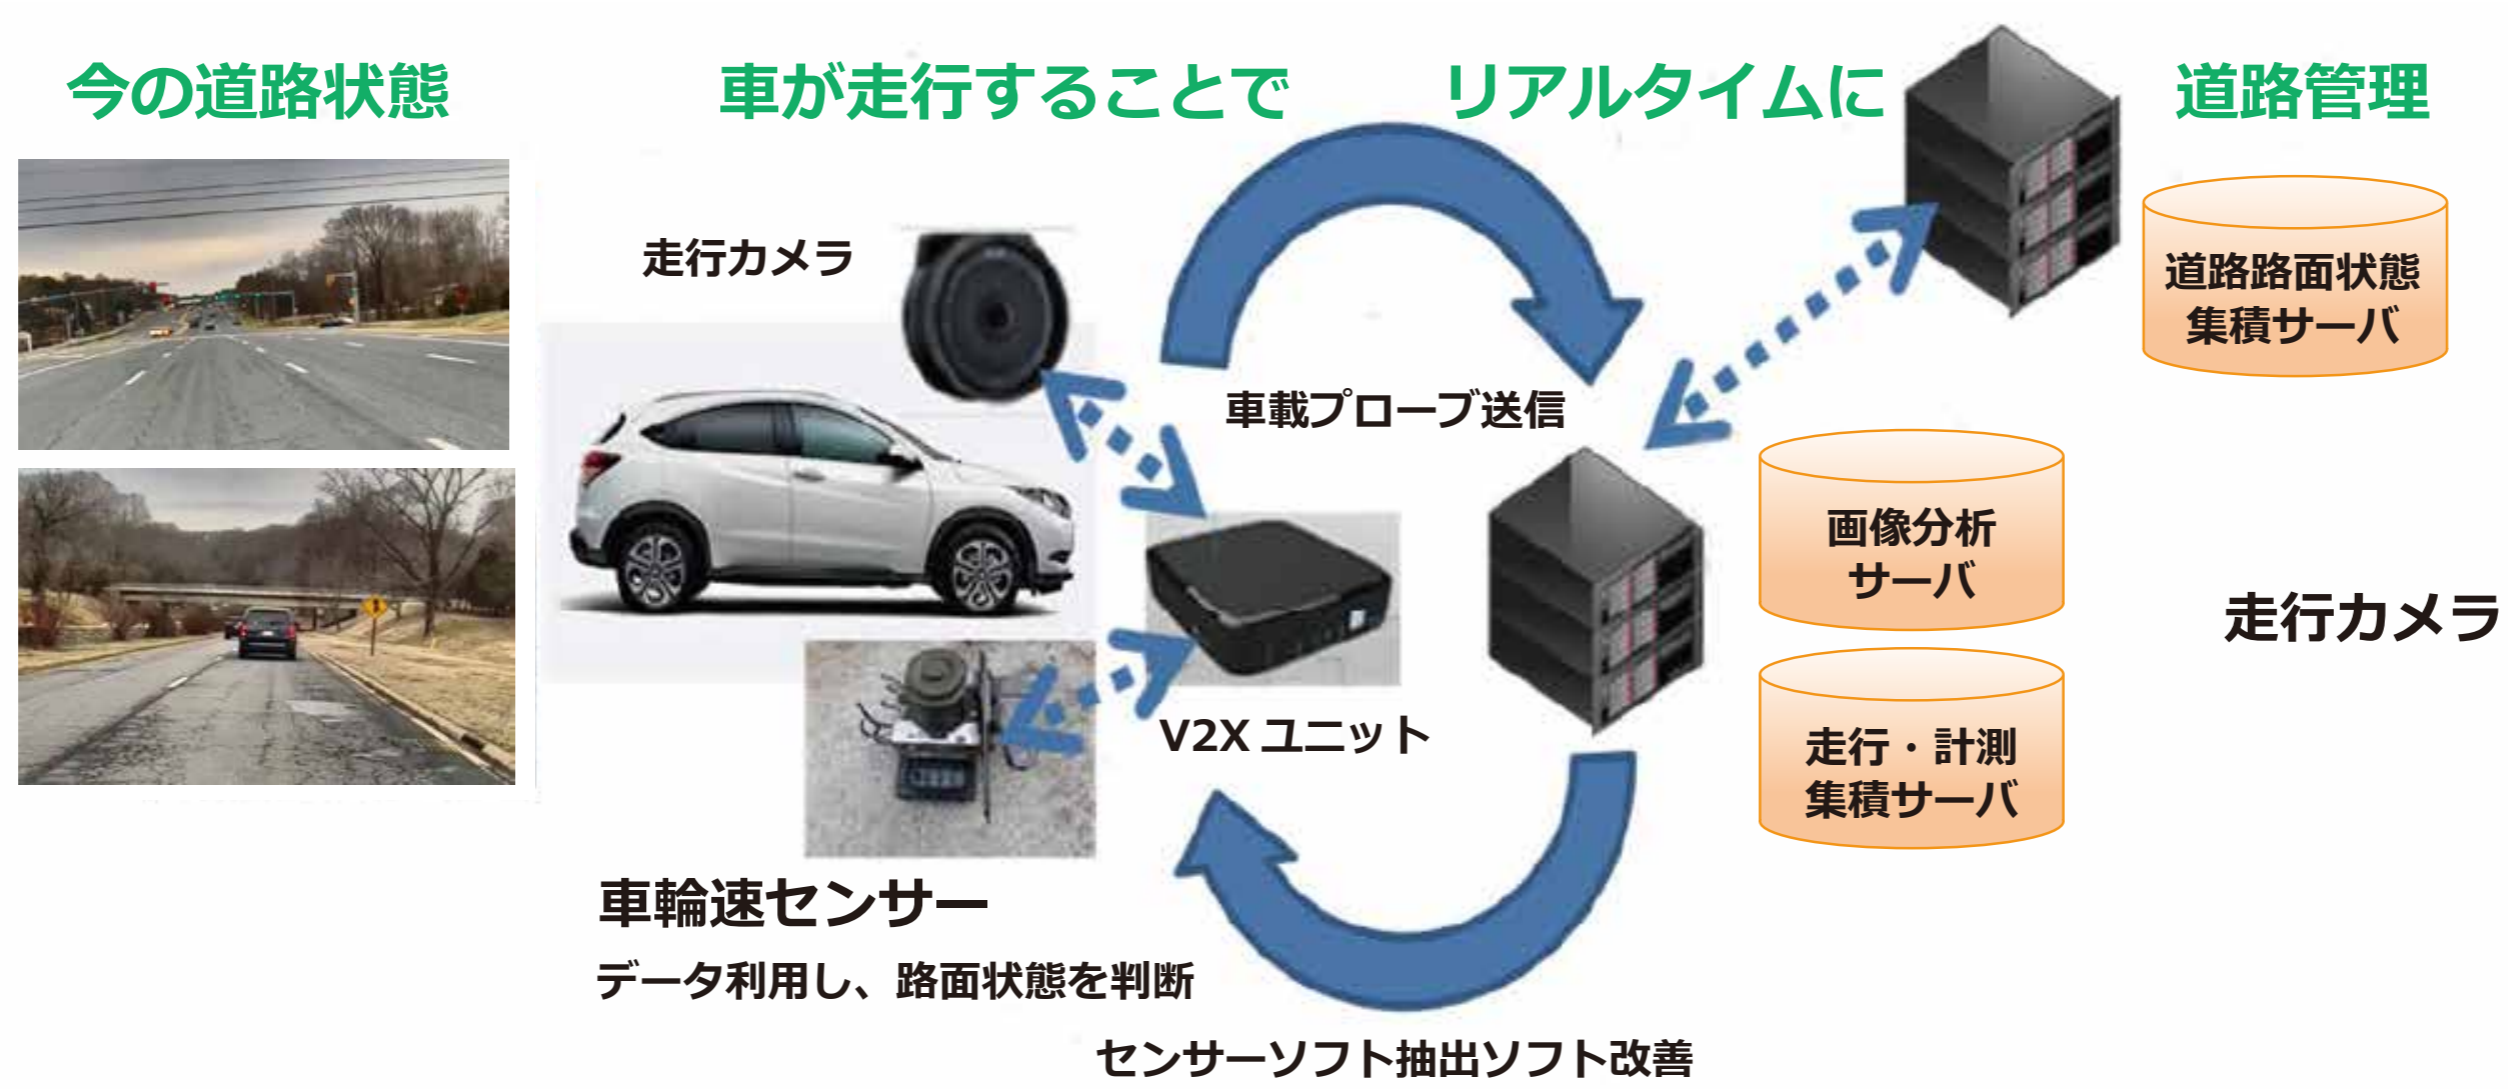 今の道路状態
車が走行することで
リアルタイムに
道路管理
走行カメラ
車載プローブ送信
道路路面状態
集積サーバ
画像分析
サーバ
走行カメラ
V2X ユニット
走行・計測
集積サーバ
車輪速センサー
データ利用し、路面状態を判断
センサーソフト抽出ソフト改善